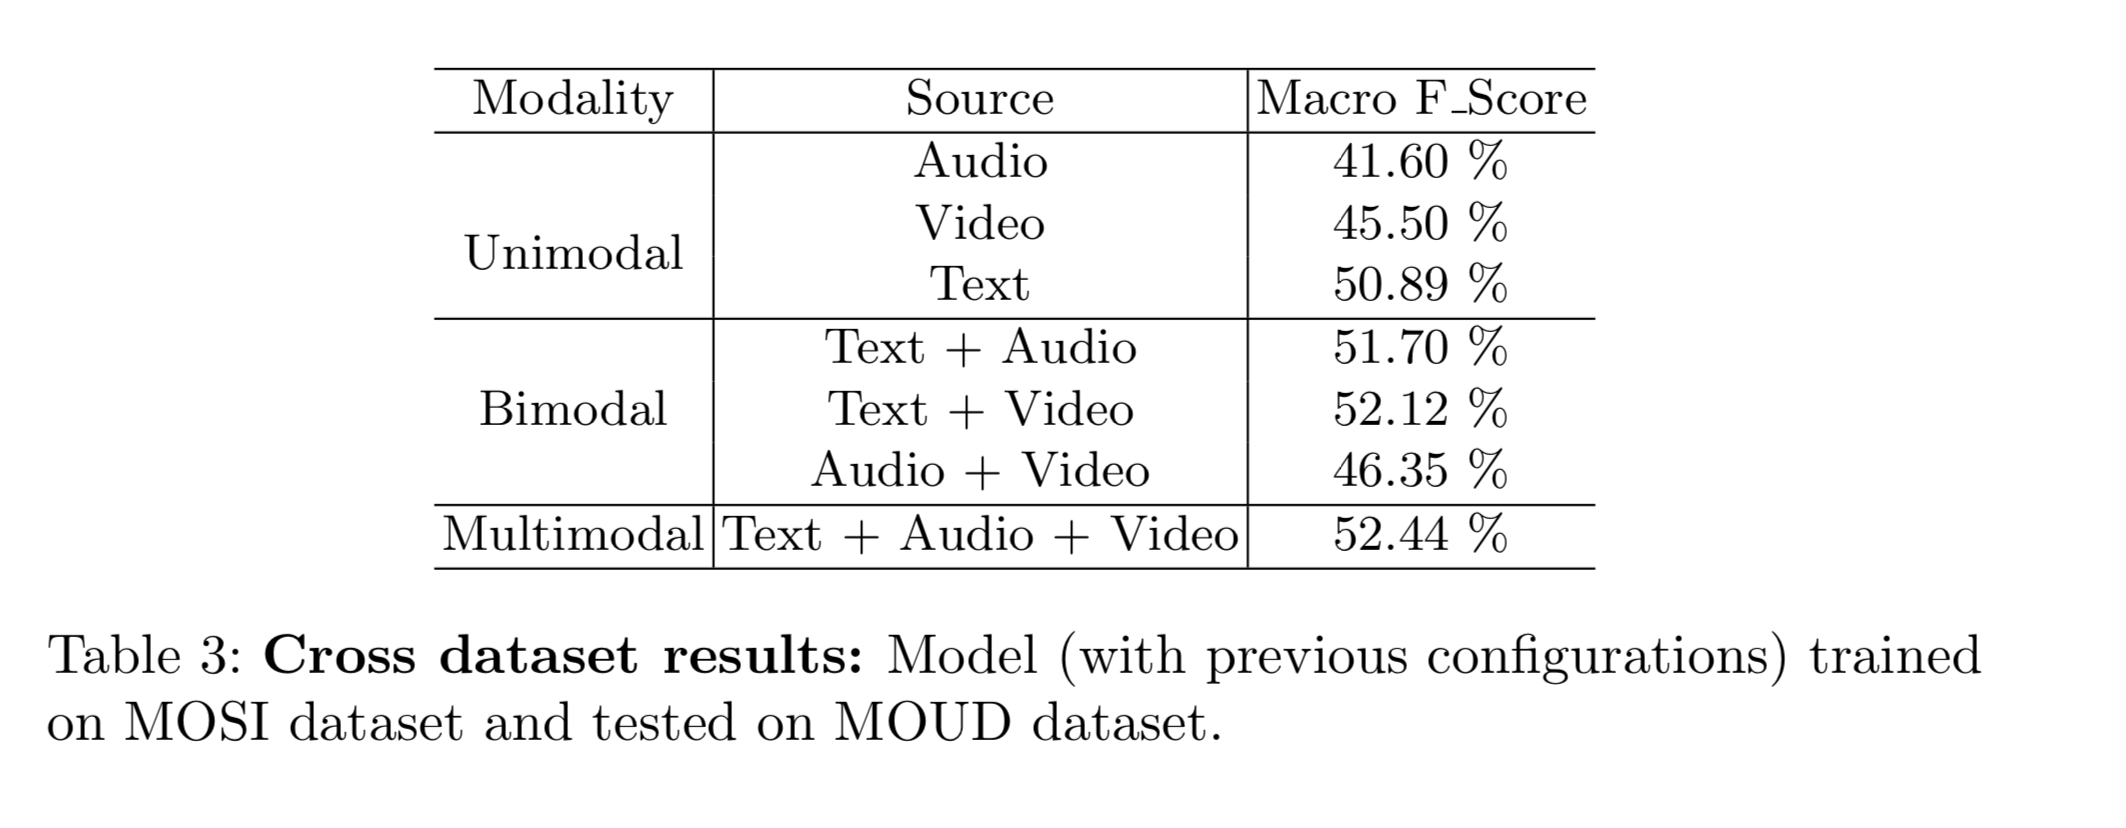 Modality Source Macro F_Score
Audio 41.60 %
Video 45.50 %
Unimodal
Text 50.89 %
Text + Audio 51.70 %
Bimodal Text + Video 52.12 %
Audio + Video 46.35 %
Multimodal Text + Audio + Video 52.44 %
Table 3: Cross dataset results: Model (with previous configurations) trained
on MOSI dataset and tested on MOUD dataset.